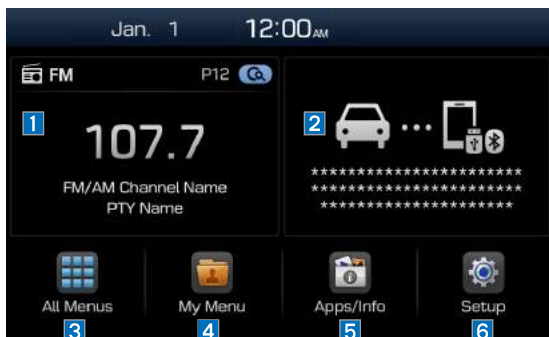 Jan. 1 12:00AM
FM P12
1
107.7
FM/AM Channel Name
PTY Name
2
************************
************************
**********************
All Menus
My Menu
Apps/Info
Setup
3
4
5
6